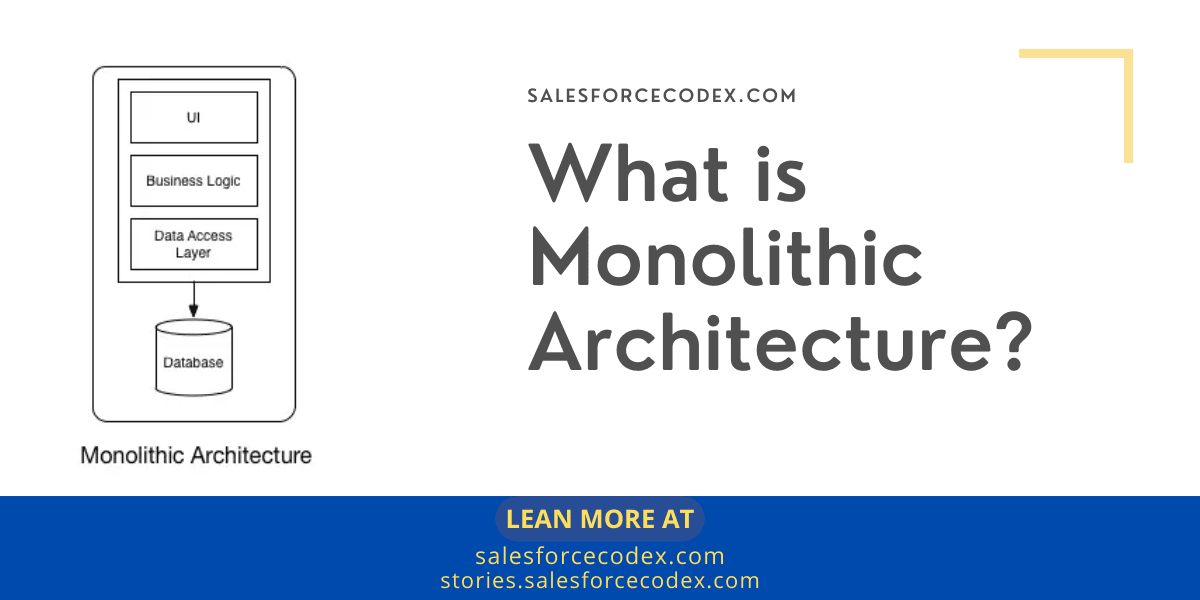 UI
Business Logic
Data Access
Layer
Database
Monolithic Architecture
SALESFORCECODEX.COM
What is
Monolithic
Architecture?
LEAN MORE AT
salesforcecodex.com
stories.salesforcecodex.com